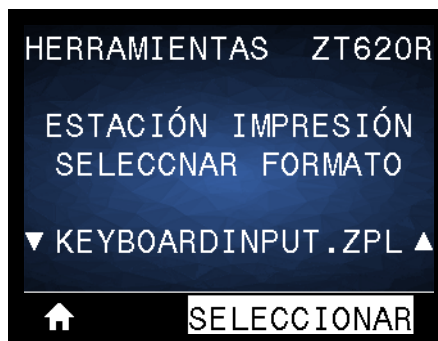 HERRAMIENTAS ZT620R
ESTACIÓN IMPRESIÓN
SELECCNAR FORMATO
▼ KEYBOARDINPUT.ZPL ▲
SELECCIONAR